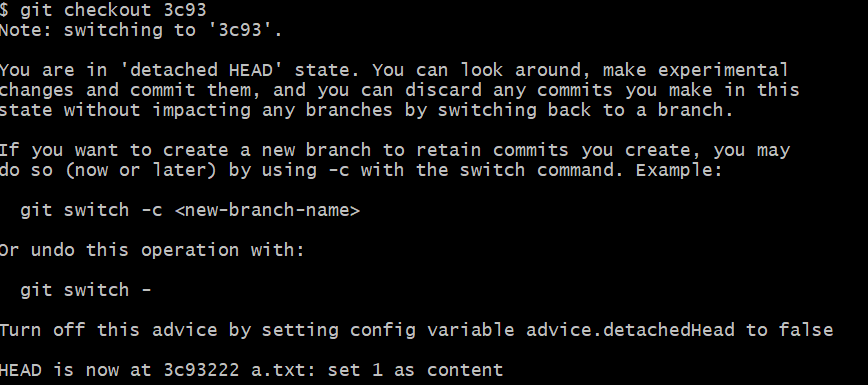 $ git checkout 3c93
Note: switching to '3c93'.
You are in 'detached HEAD' state. You can look around, make experimental
changes and commit them, and you can discard any commits you make in this
state without impacting any branches by switching back to a branch.
If you want to create a new branch to retain commits you create, you may
do so (now or later) by using -c with the switch command. Example:
git switch -c <new-branch-name>
Or undo this operation with:
git switch -
Turn off this advice by setting config variable advice.detachedHead to false
HEAD is now at 3c93222 a.txt: set 1 as content